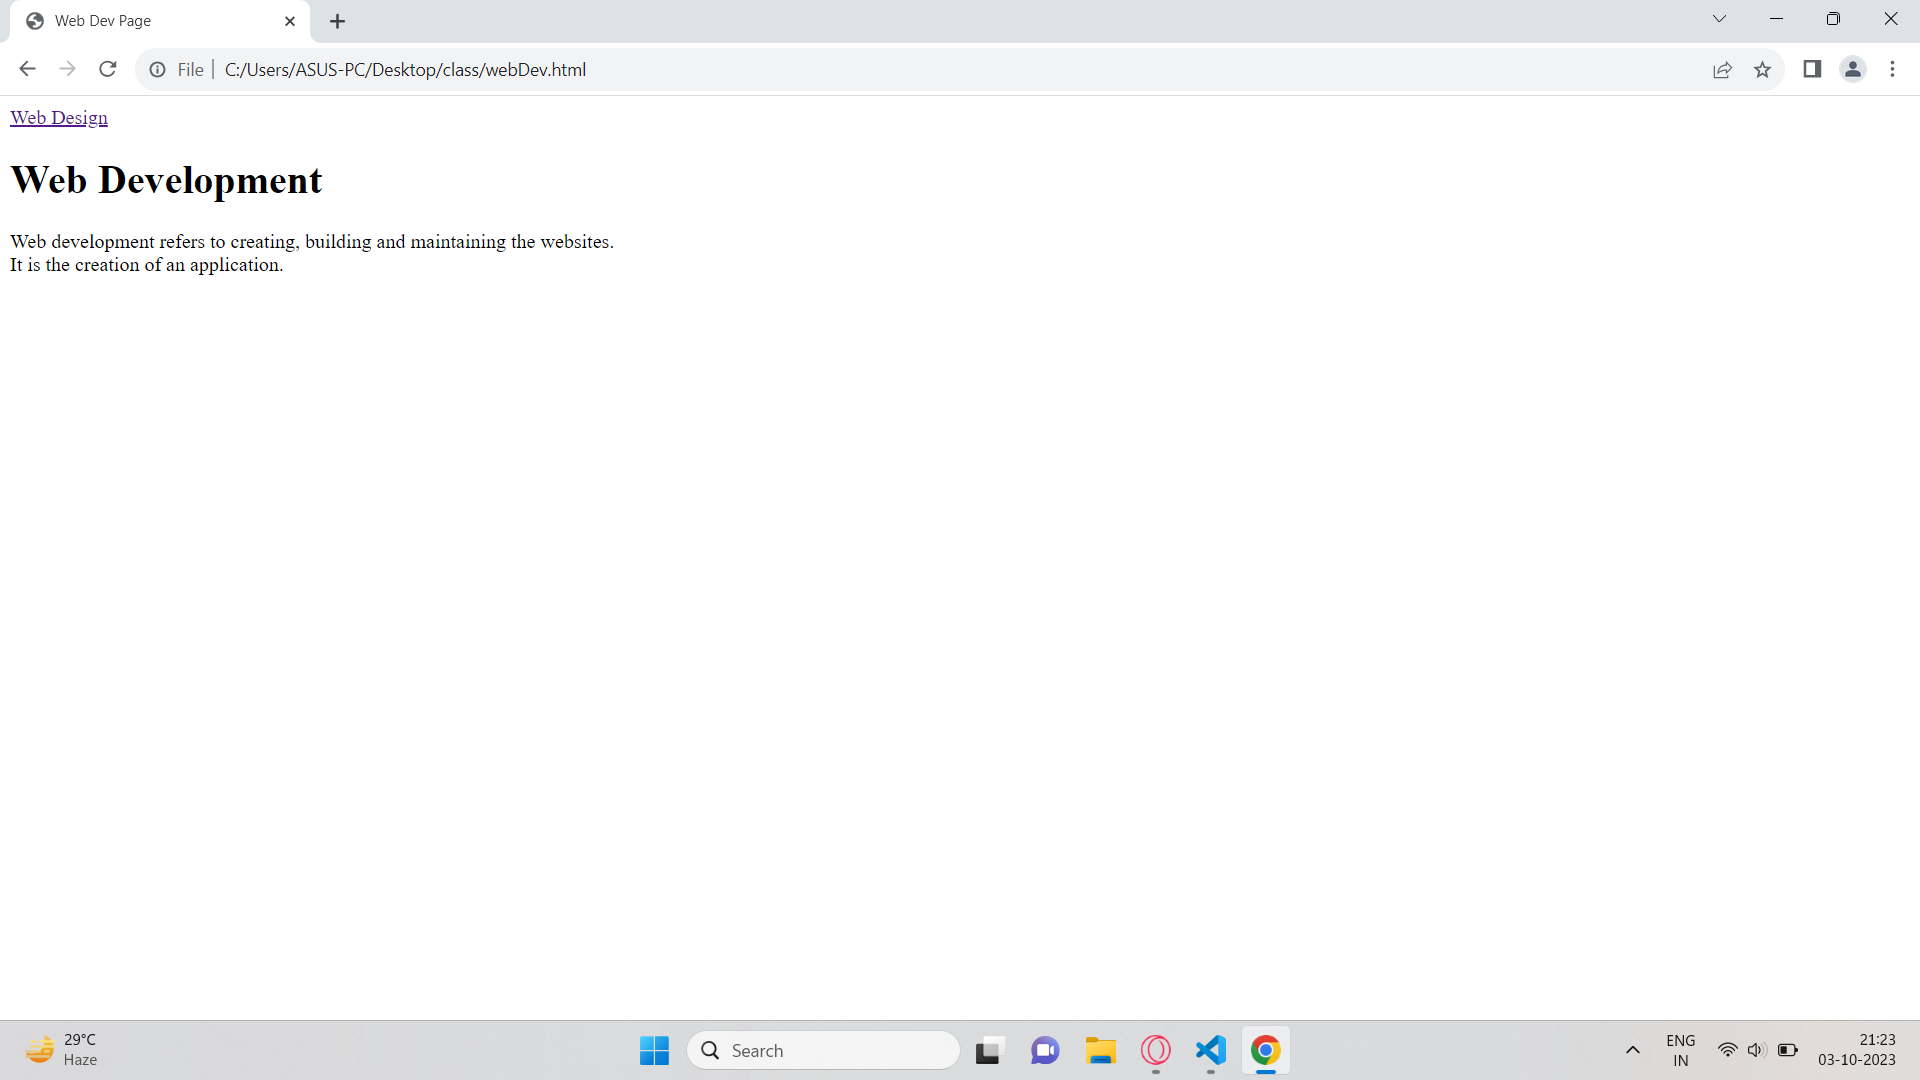 Web Dev Page
File
C:/Users/ASUS-PC/Desktop/class/webDev.html
Web Design
Web Development
Web development refers to creating, building and maintaining the websites.
It is the creation of an application.
29°C
Haze
Search
ENG
IN
21:23
03-10-2023